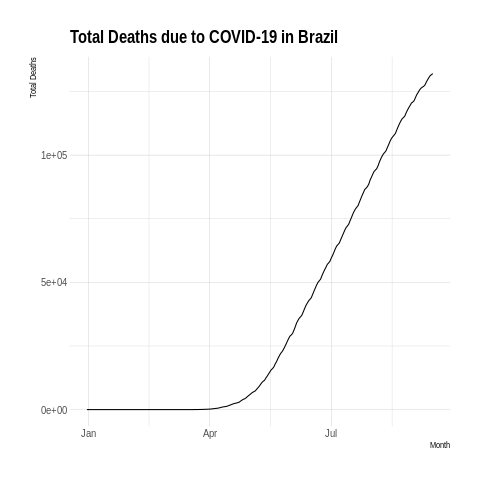 Total Deaths due to COVID-19 in Brazil
Total Deaths
1e+05
5e+04
0e+00
Jan Apr Jul
Month